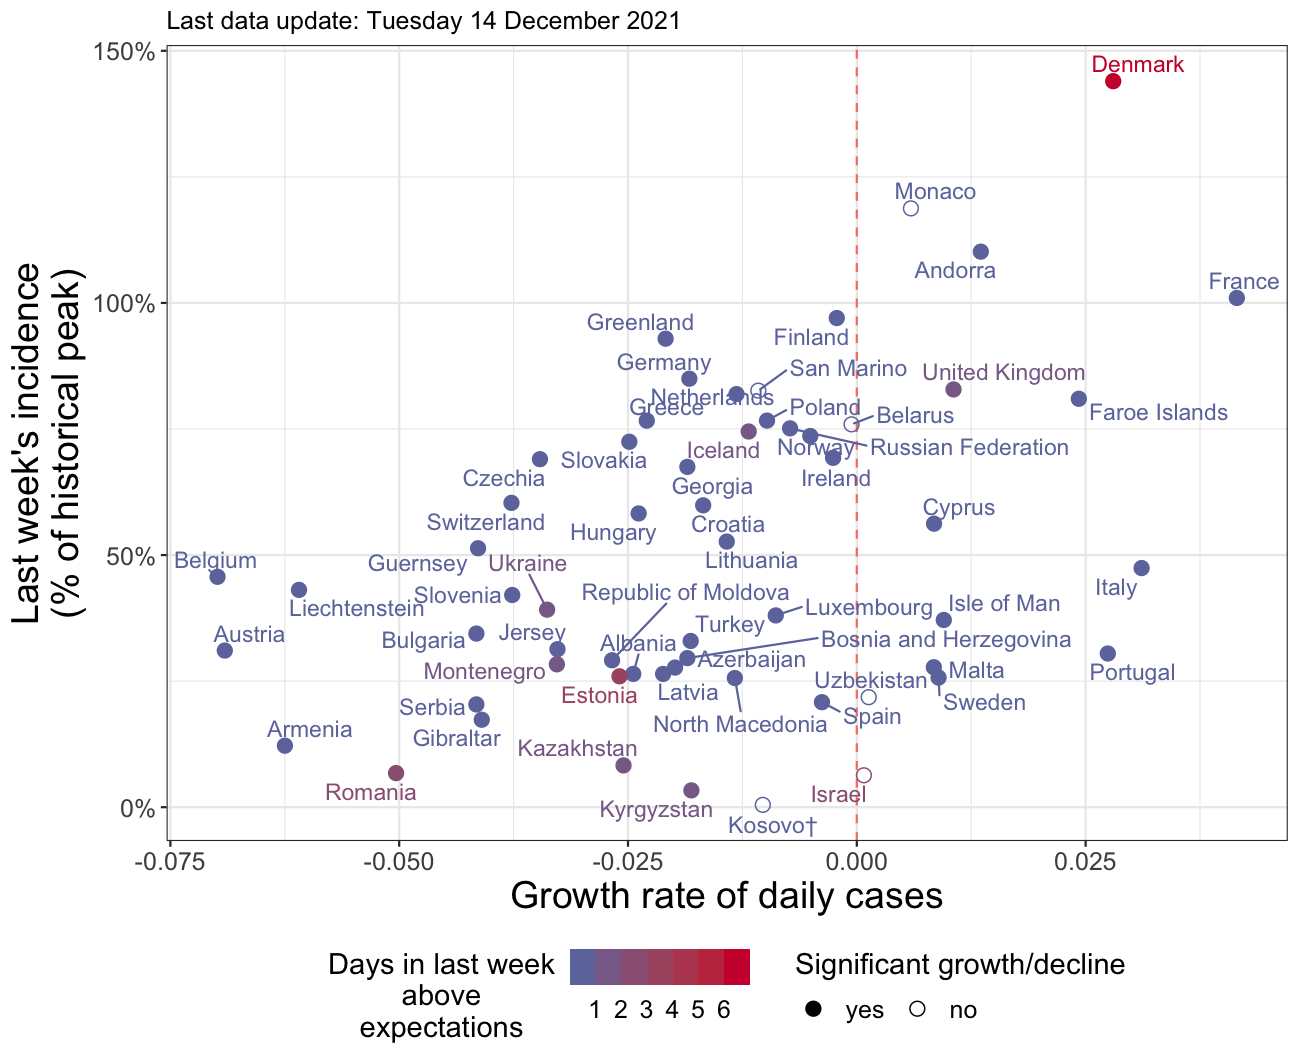 Last data update: Tuesday 14 December 2021
150%
Denmark
Monaco
Andorra
France
100%
Greenland
Finland
Germany
San Marino
United Kingdom
Netherlands
Greece
Poland
Belarus
Faroe Islands
Iceland
Norway
Russian Federation
Slovakia
Czechia
Georgia
Ireland
Switzerland
Hungary
Croatia
Cyprus
50%
Belgium
Guernsey
Ukraine
Lithuania
Italy
Liechtenstein
Slovenia
Republic of Moldova
Luxembourg
Isle of Man
Austria
Bulgaria
Jersey
Albania
Turkey
Bosnia and Herzegovina
Montenegro
Azerbaijan
Malta
Portugal
Estonia
Latvia
Uzbekistan
Sweden
Serbia
North Macedonia
Spain
Armenia
Gibraltar
Kazakhstan
Romania
Kyrgyzstan
Israel
0%
Kosovo†
Last week's incidence
(% of historical peak)
-0.075 -0.050 -0.025 0.000 0.025
Growth rate of daily cases
Days in last week
above
expectations
1 2 3 4 5 6
Significant growth/decline
yes no